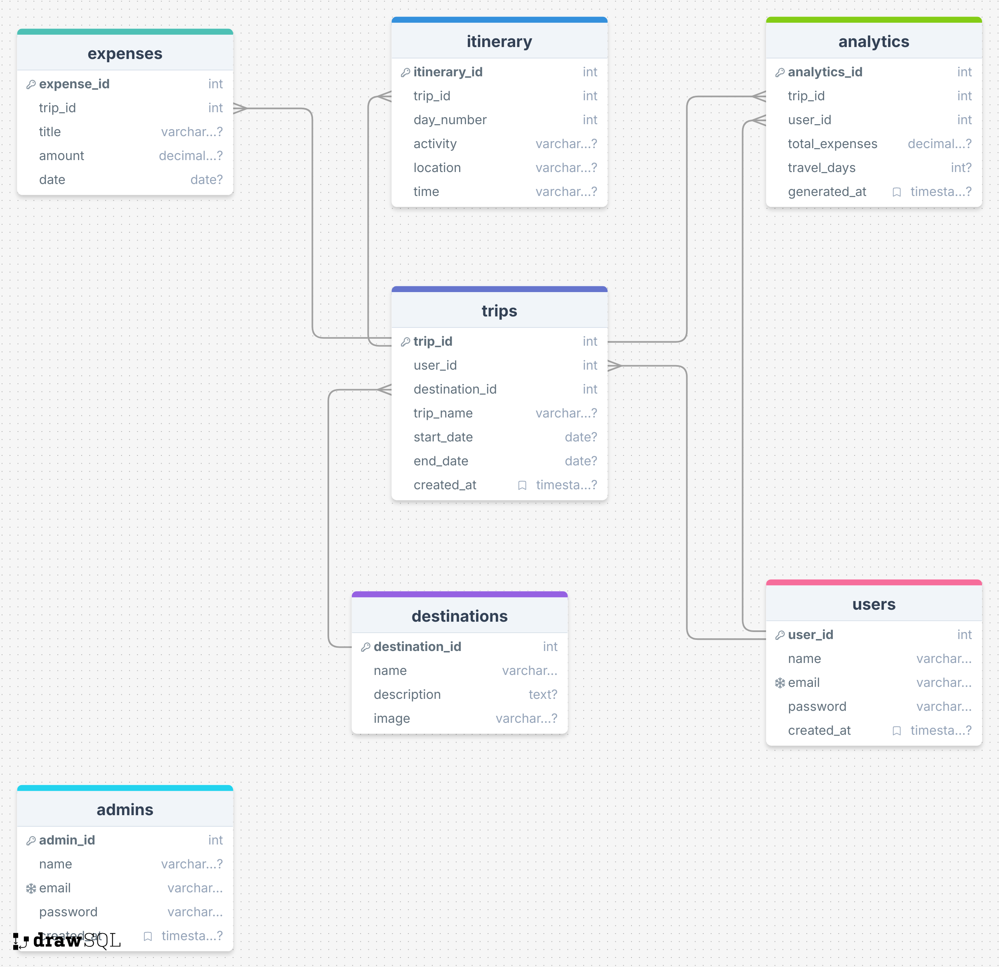 expenses
expense_id int
trip_id int
title varchar...?
amount decimal...?
date date?
itinerary
itinerary_id int
trip_id int
day_number int
activity varchar...?
location varchar...?
time varchar...?
analytics
analytics_id int
trip_id int
user_id int
total_expenses decimal...?
travel_days int?
generated_at timesta...?
trips
trip_id int
user_id int
destination_id int
trip_name varchar...?
start_date date?
end_date date?
created_at timesta...?
destinations
destination_id int
name varchar...
description text?
image varchar...?
users
user_id int
name varchar...
email varchar...
password varchar...
created_at timesta...?
admins
admin_id int
name varchar...?
email varchar...
password varchar...
created_at timesta...?
drawSQL